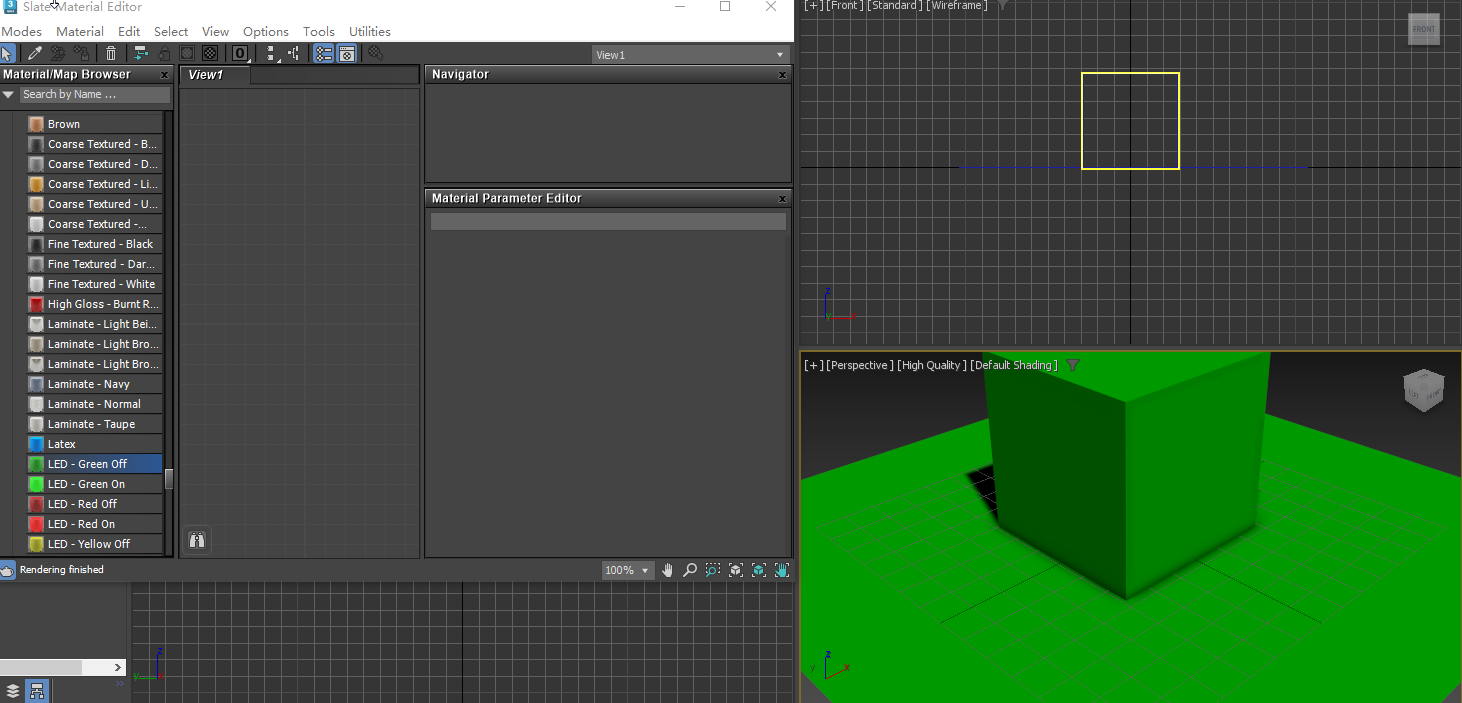 Slate Material Editor
Modes Material Edit Select View Options Tools Utilities
0
View1
Material/Map Browser x
Search by Name ...
Brown
Coarse Textured - B...
Coarse Textured - D...
Coarse Textured - Li...
Coarse Textured - U...
Coarse Textured -...
Fine Textured - Black
Fine Textured - Dar...
Fine Textured - White
High Gloss - Burnt R...
Laminate - Light Bei...
Laminate - Light Bro...
Laminate - Light Bro...
Laminate - Navy
Laminate - Normal
Laminate - Taupe
Latex
LED - Green Off
LED - Green On
LED - Red Off
LED - Red On
LED - Yellow Off
View1
Navigator x
Material Parameter Editor x
Rendering finished
100%
z
y
[+] [Front] [Standard] [Wireframe]
FRONT
z
x
[+] [Perspective] [High Quality] [Default Shading]
z
y
x